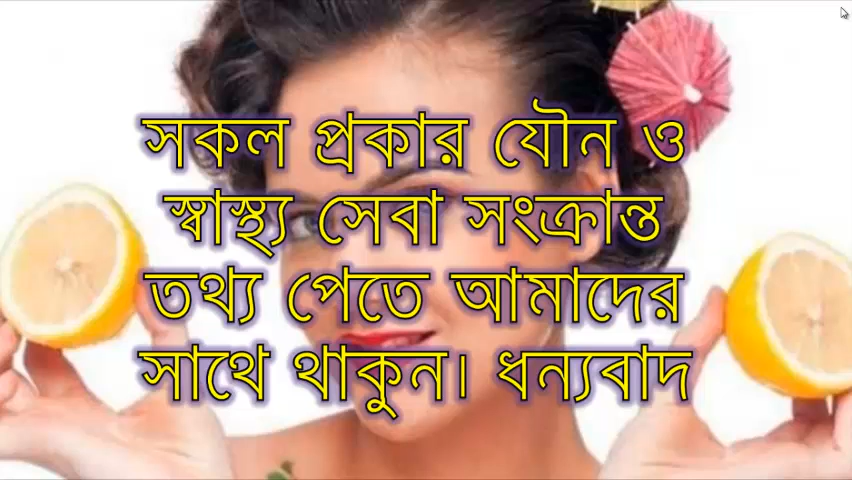 সকল প্রকার যৌন ও
স্বাস্থ্য সেবা সংক্রান্ত
তথ্য পেতে আমাদের
সাথে থাকুন। ধন্যবাদ